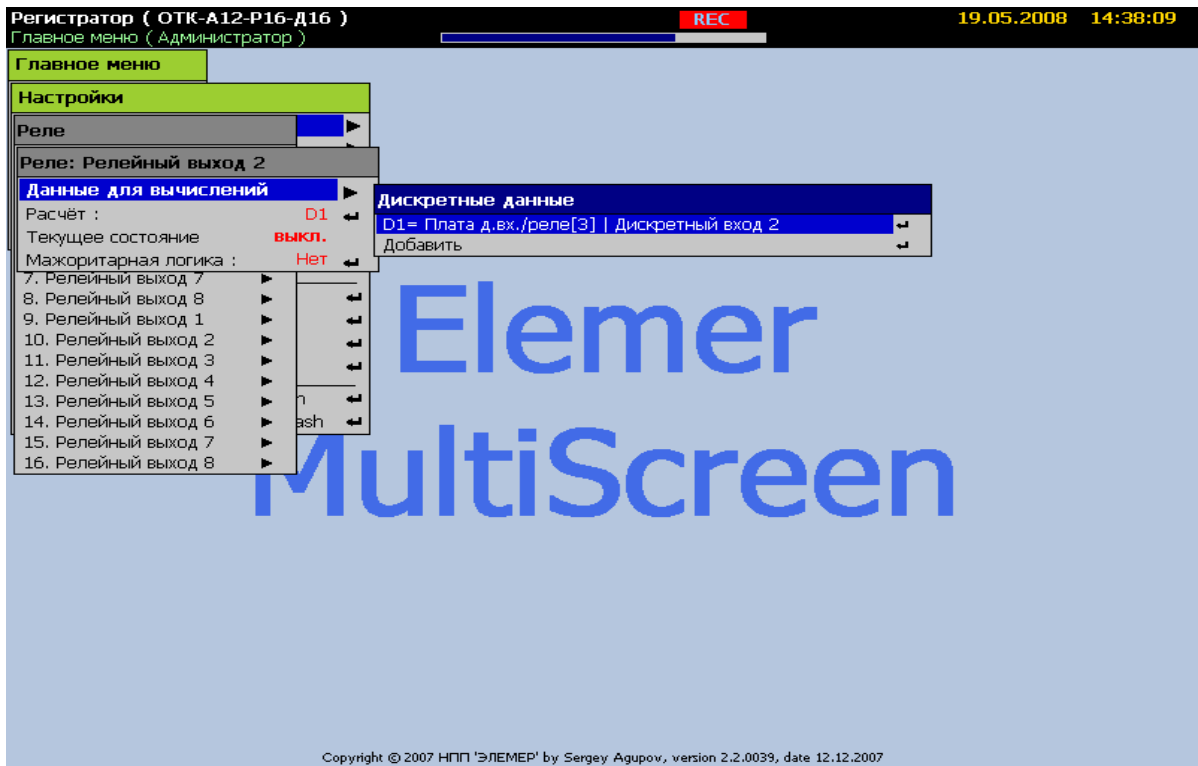 Регистратор ( ОТК-А12-Р16-Д16 )
REC
19.05.2008 14:38:09
Главное меню ( Администратор )
Главное меню
Настройки
Реле
Реле: Релейный выход 2
Данные для вычислений
Расчёт : D1
Текущее состояние выкл.
Мажоритарная логика : Нет
Дискретные данные
D1= Плата д.вх./реле[3] | Дискретный вход 2
Добавить
7. Релейный выход 7
8. Релейный выход 8
9. Релейный выход 1
10. Релейный выход 2
11. Релейный выход 3
12. Релейный выход 4
13. Релейный выход 5
14. Релейный выход 6
15. Релейный выход 7
16. Релейный выход 8
Elemer
MultiScreen
Copyright © 2007 НПП 'ЭЛЕМЕР' by Sergey Agupov, version 2.2.0039, date 12.12.2007